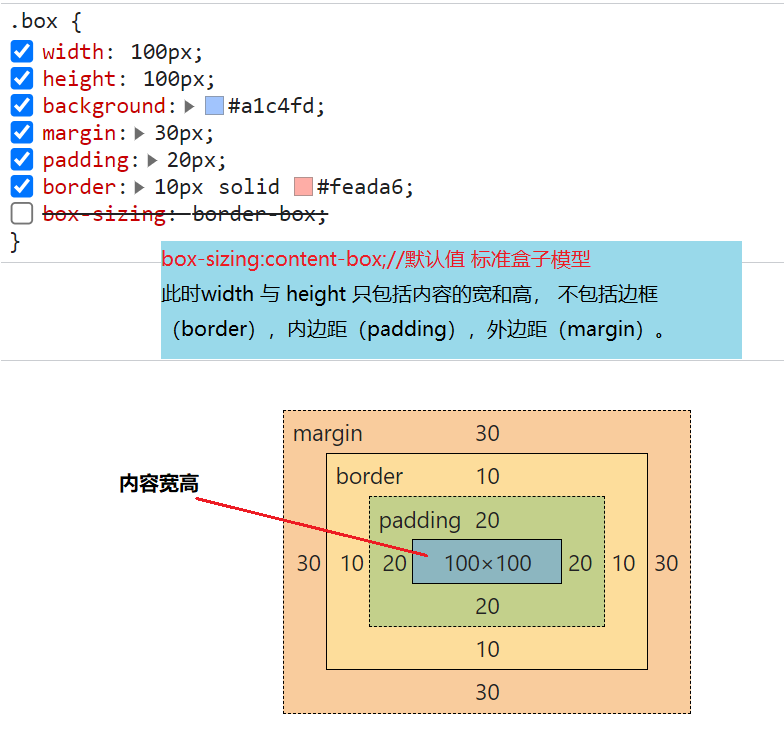 .box {
width: 100px;
height: 100px;
background: #a1c4fd;
margin: 30px;
padding: 20px;
border: 10px solid #feada6;
box-sizing: border-box;
}
box-sizing:content-box;//默认值 标准盒子模型
此时width 与 height 只包括内容的宽和高， 不包括边框
（border），内边距（padding），外边距（margin）。
margin 30
border 10
内容宽高
padding 20
30 10 20 100×100 20 10 30
20
10
30